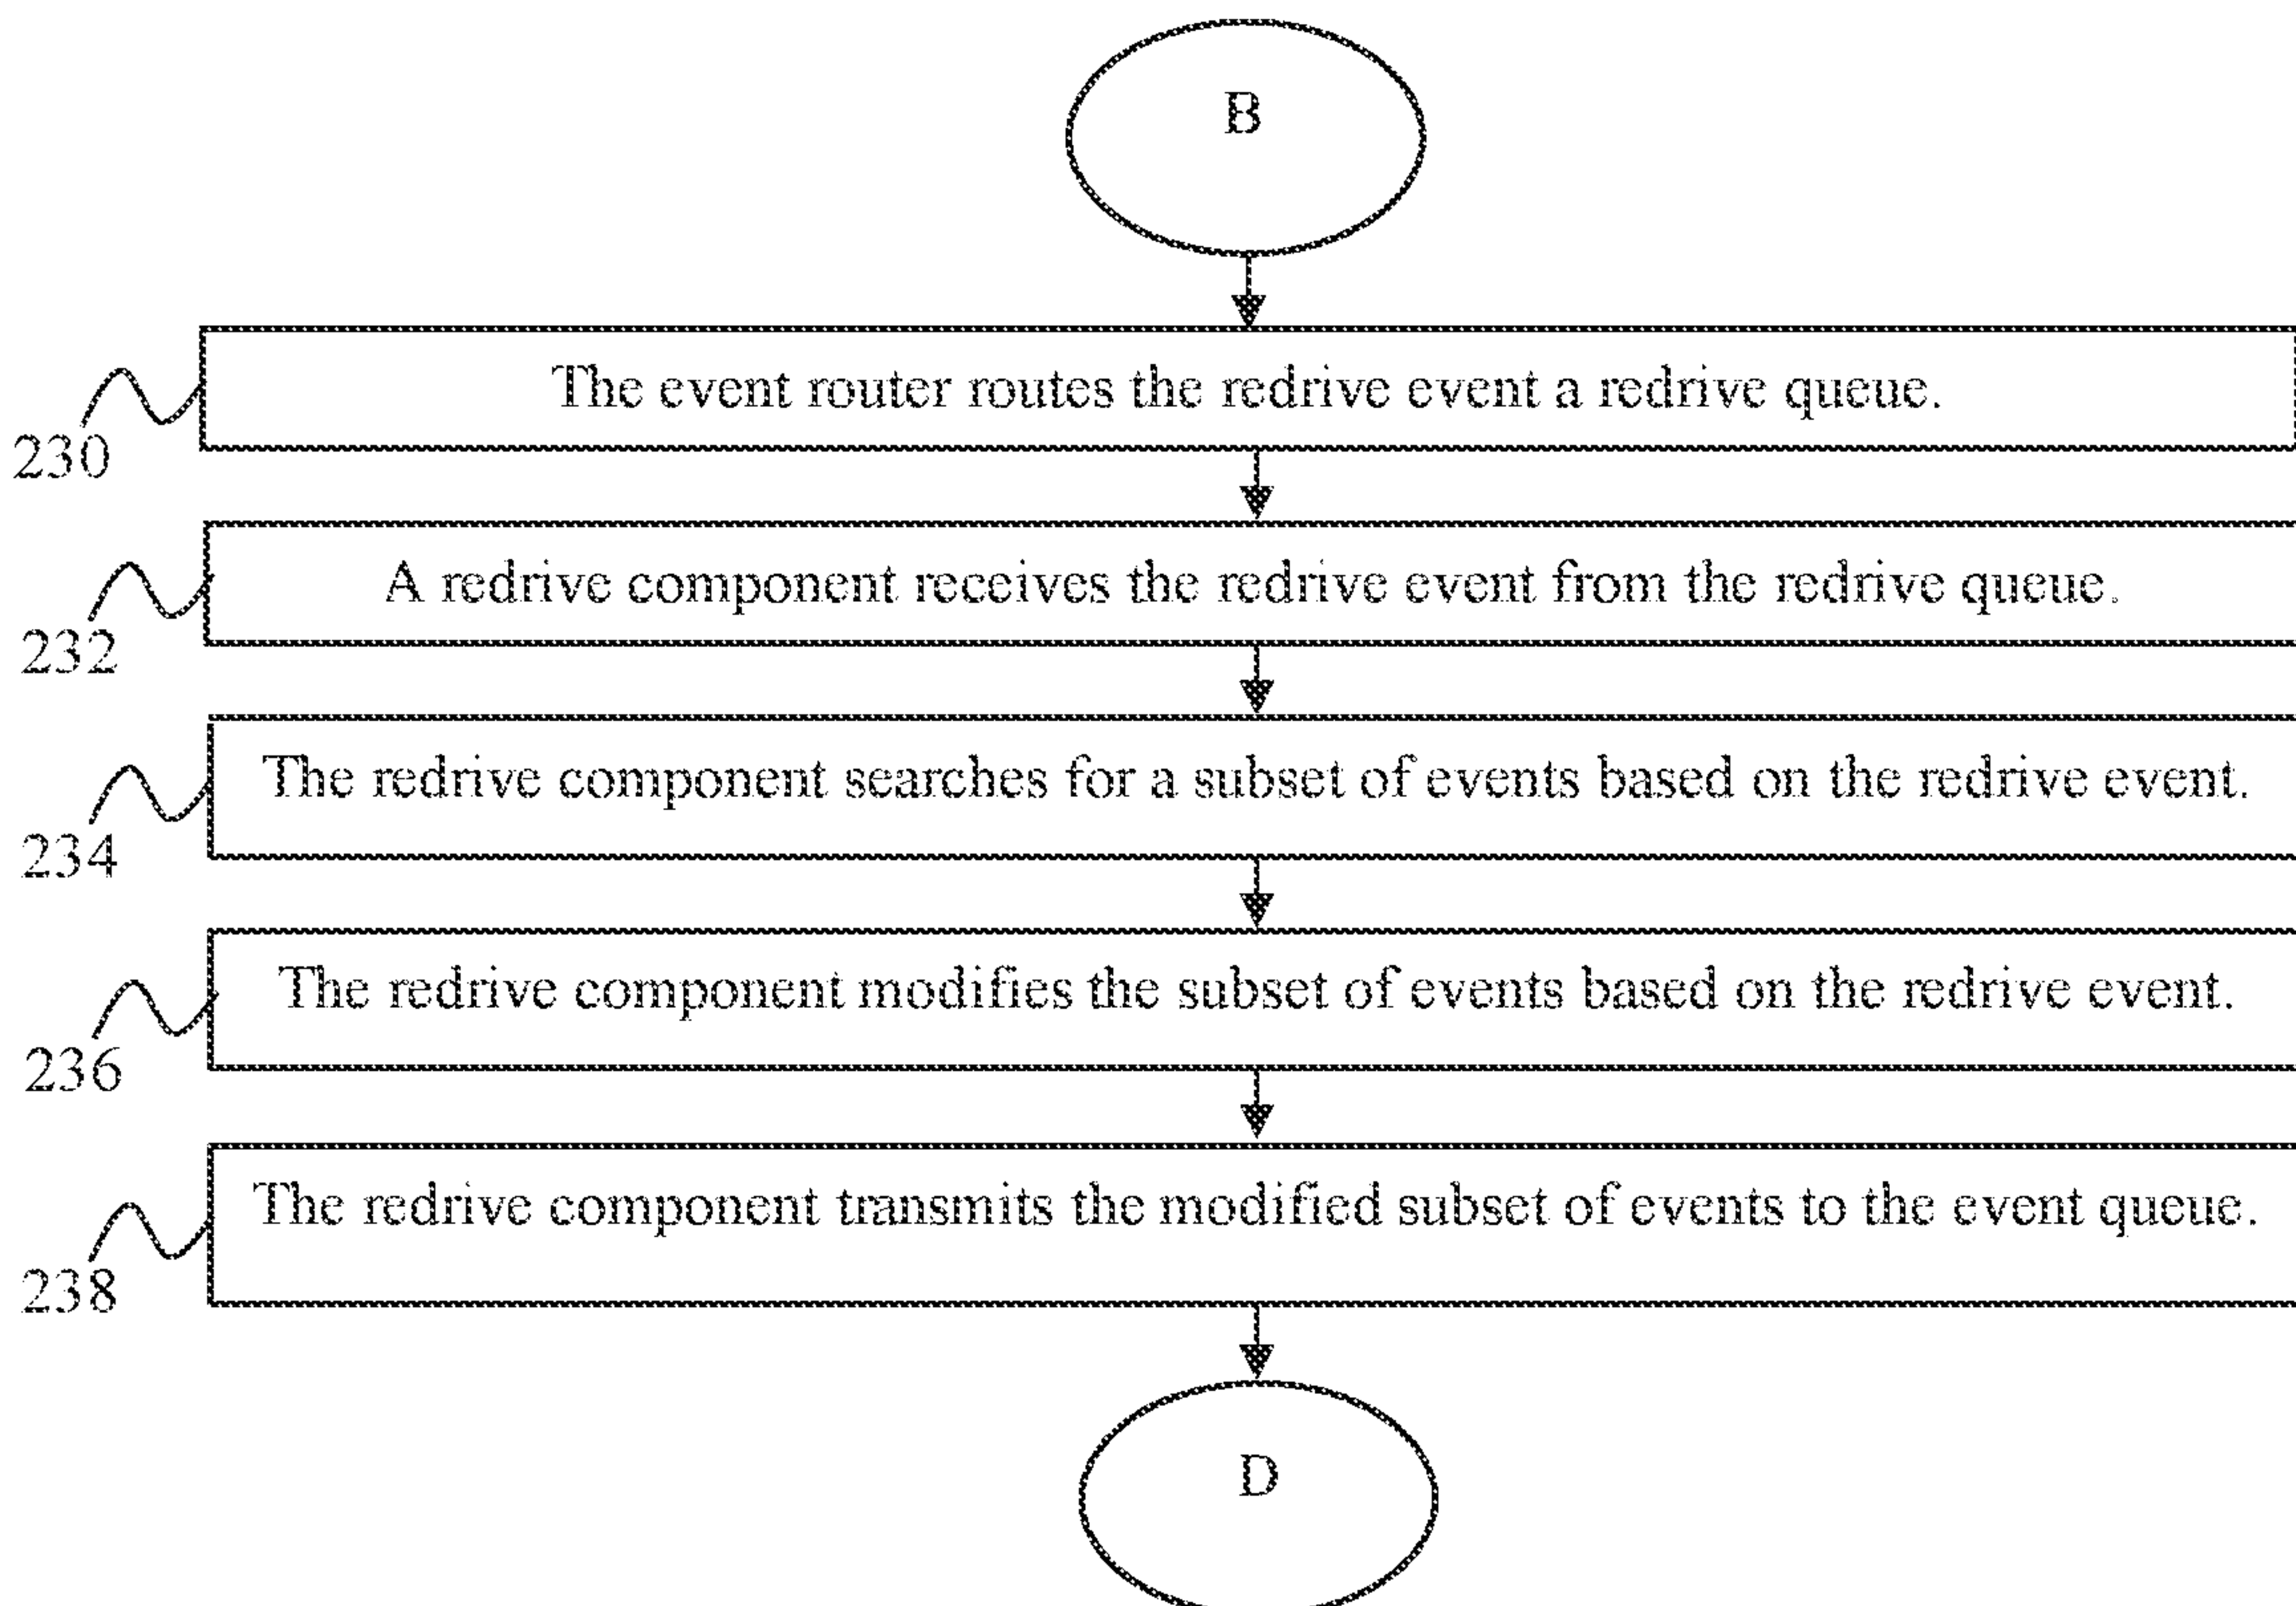 B
The event router routes the redrive event a redrive queue.
230
A redrive component receives the redrive event from the redrive queue.
232
The redrive component searches for a subset of events based on the redrive event.
234
The redrive component modifies the subset of events based on the redrive event.
236
The redrive component transmits the modified subset of events to the event queue.
238
D